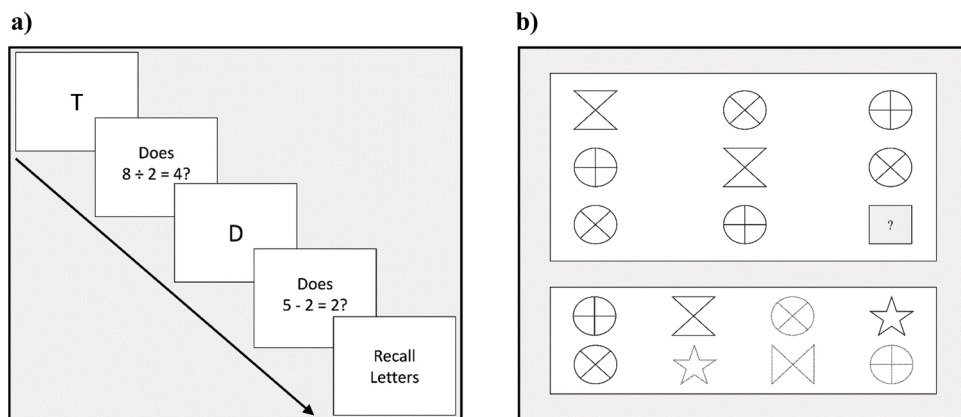 a)
T
Does
8 ÷ 2 = 4?
D
Does
5 - 2 = 2?
Recall
Letters
b)
?